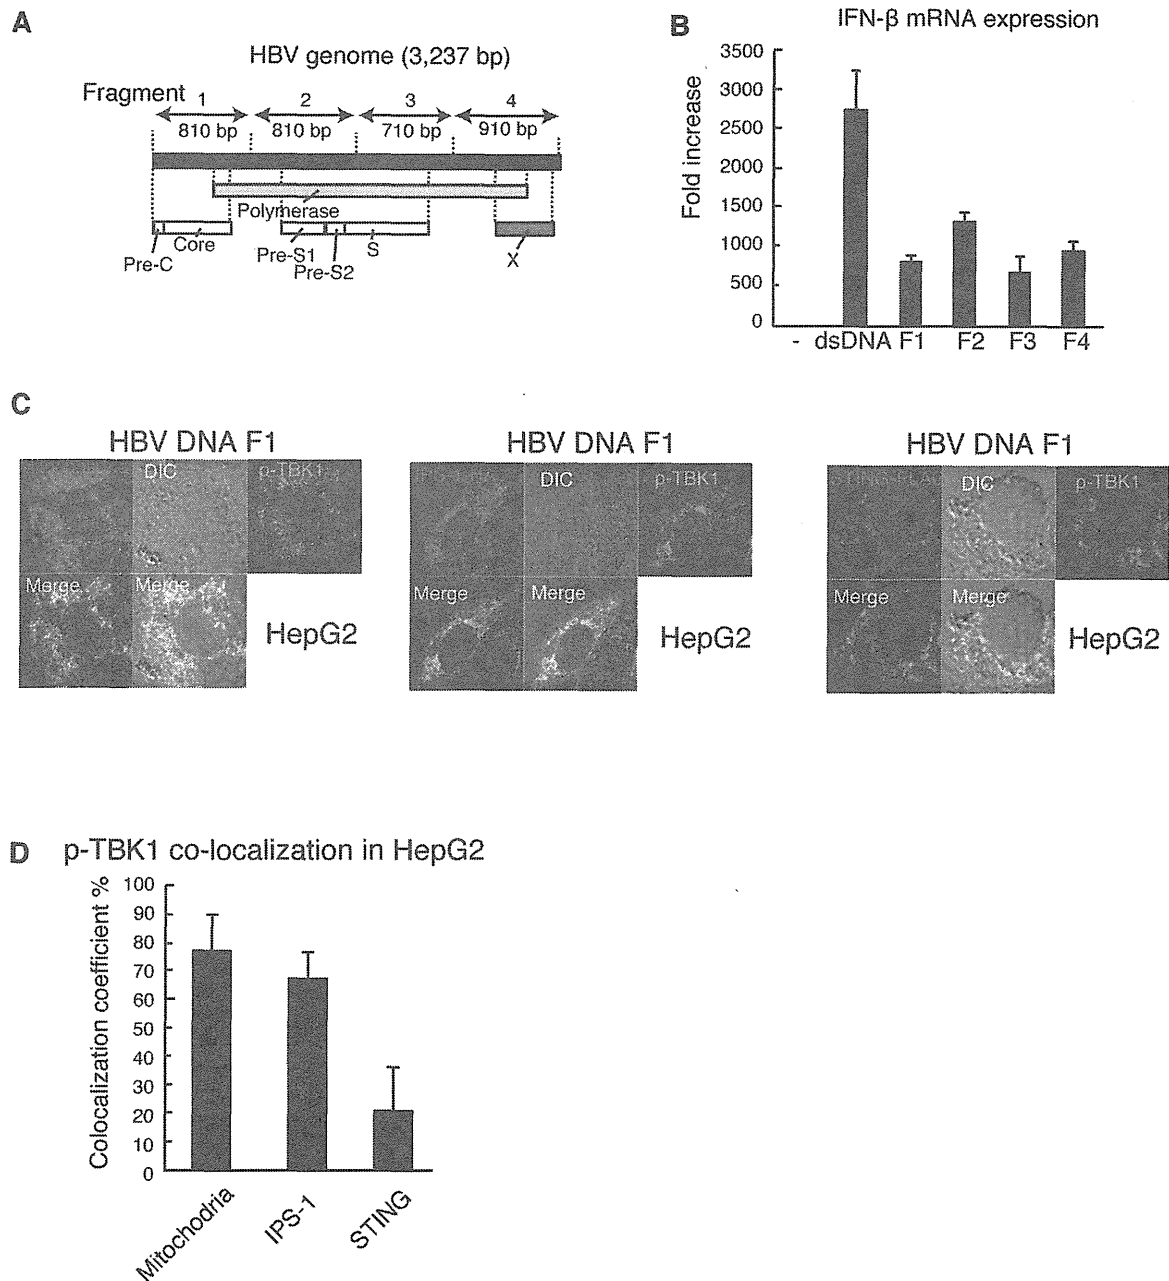 A
HBV genome (3,237 bp)
Fragment 1 2 3 4
810 bp 810 bp 710 bp 910 bp
Polymerase
Core
Pre-C
Pre-S1
Pre-S2
S
X
B
IFN-β mRNA expression
Fold increase
3500
3000
2500
2000
1500
1000
500
0
- dsDNA F1 F2 F3 F4
C
HBV DNA F1
DIC
p-TBK1
Merge
Merge
HepG2
HBV DNA F1
DIC
p-TBK1
Merge
Merge
HepG2
HBV DNA F1
DIC
p-TBK1
Merge
Merge
HepG2
D
p-TBK1 co-localization in HepG2
Colocalization coefficient %
100
90
80
70
60
50
40
30
20
10
0
Mitochodria
IPS-1
STING